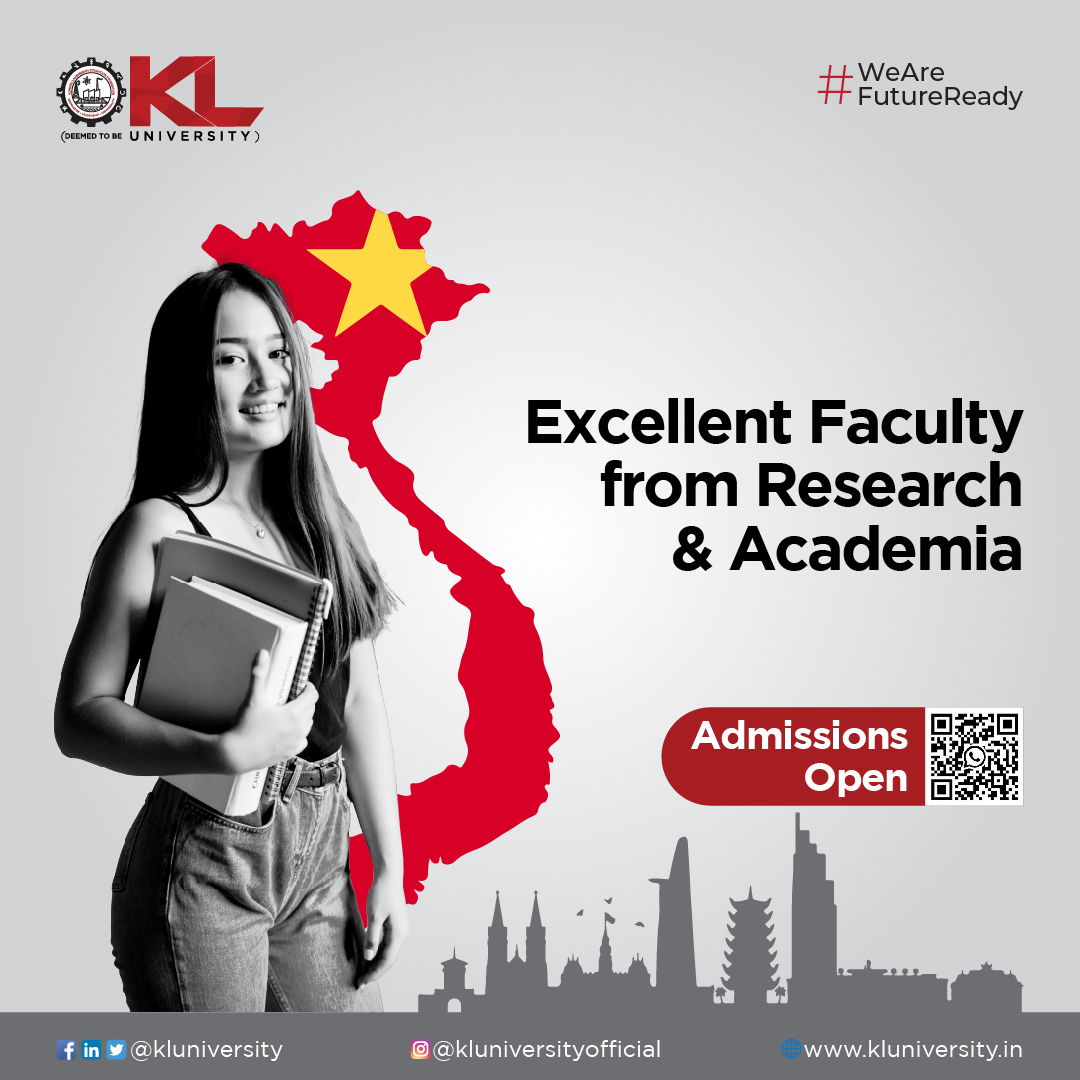 KL
(DEEMED TO BE UNIVERSITY)
#WeAre
FutureReady
Excellent Faculty
from Research
& Academia
Admissions
Open
@kluniversity
@kluniversityofficial
www.kluniversity.in